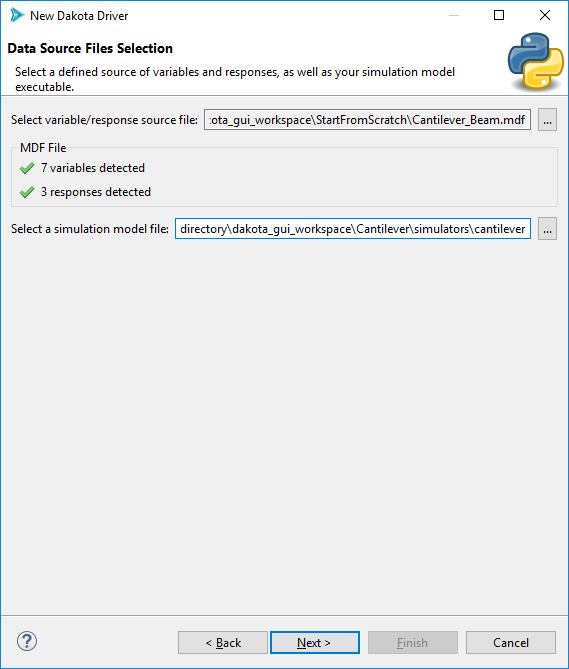 New Dakota Driver
Data Source Files Selection
Select a defined source of variables and responses, as well as your simulation model
executable.
Select variable/response source file: :ota_gui_workspace\StartFromScratch\Cantilever_Beam.mdf ...
MDF File
7 variables detected
3 responses detected
Select a simulation model file: directory\dakota_gui_workspace\Cantilever\simulators\cantilever ...
?
< Back Next > Finish Cancel